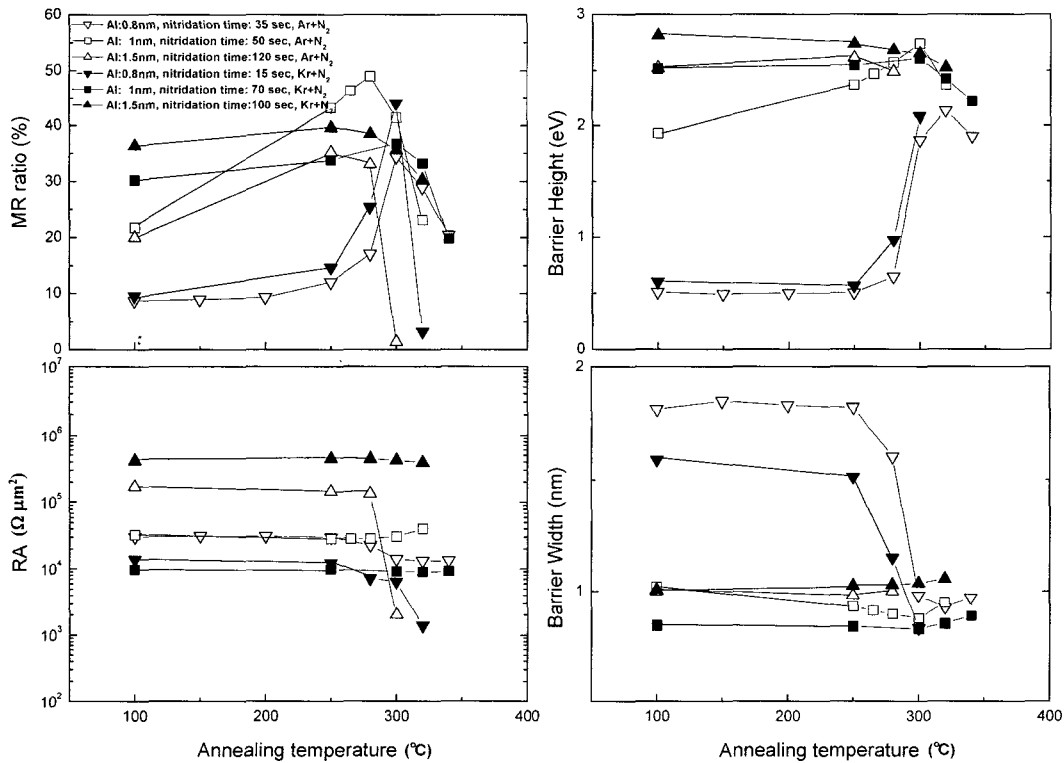 60
50
40
30
20
10
0
MR ratio (%)
Al:0.8nm, nitridation time: 35 sec, Ar+N2
Al: 1nm, nitridation time: 50 sec, Ar+N2
Al:1.5nm, nitridation time:120 sec, Ar+N2
Al:0.8nm, nitridation time: 15 sec, Kr+N2
Al: 1nm, nitridation time: 70 sec, Kr+N2
Al:1.5nm, nitridation time:100 sec, Kr+N
3
2
1
0
Barrier Height (eV)
10^7
10^6
10^5
10^4
10^3
10^2
RA (Ω μm²)
100
200
300
400
Annealing temperature (°C)
2
1
Barrier Width (nm)
100
200
300
400
Annealing temperature (°C)